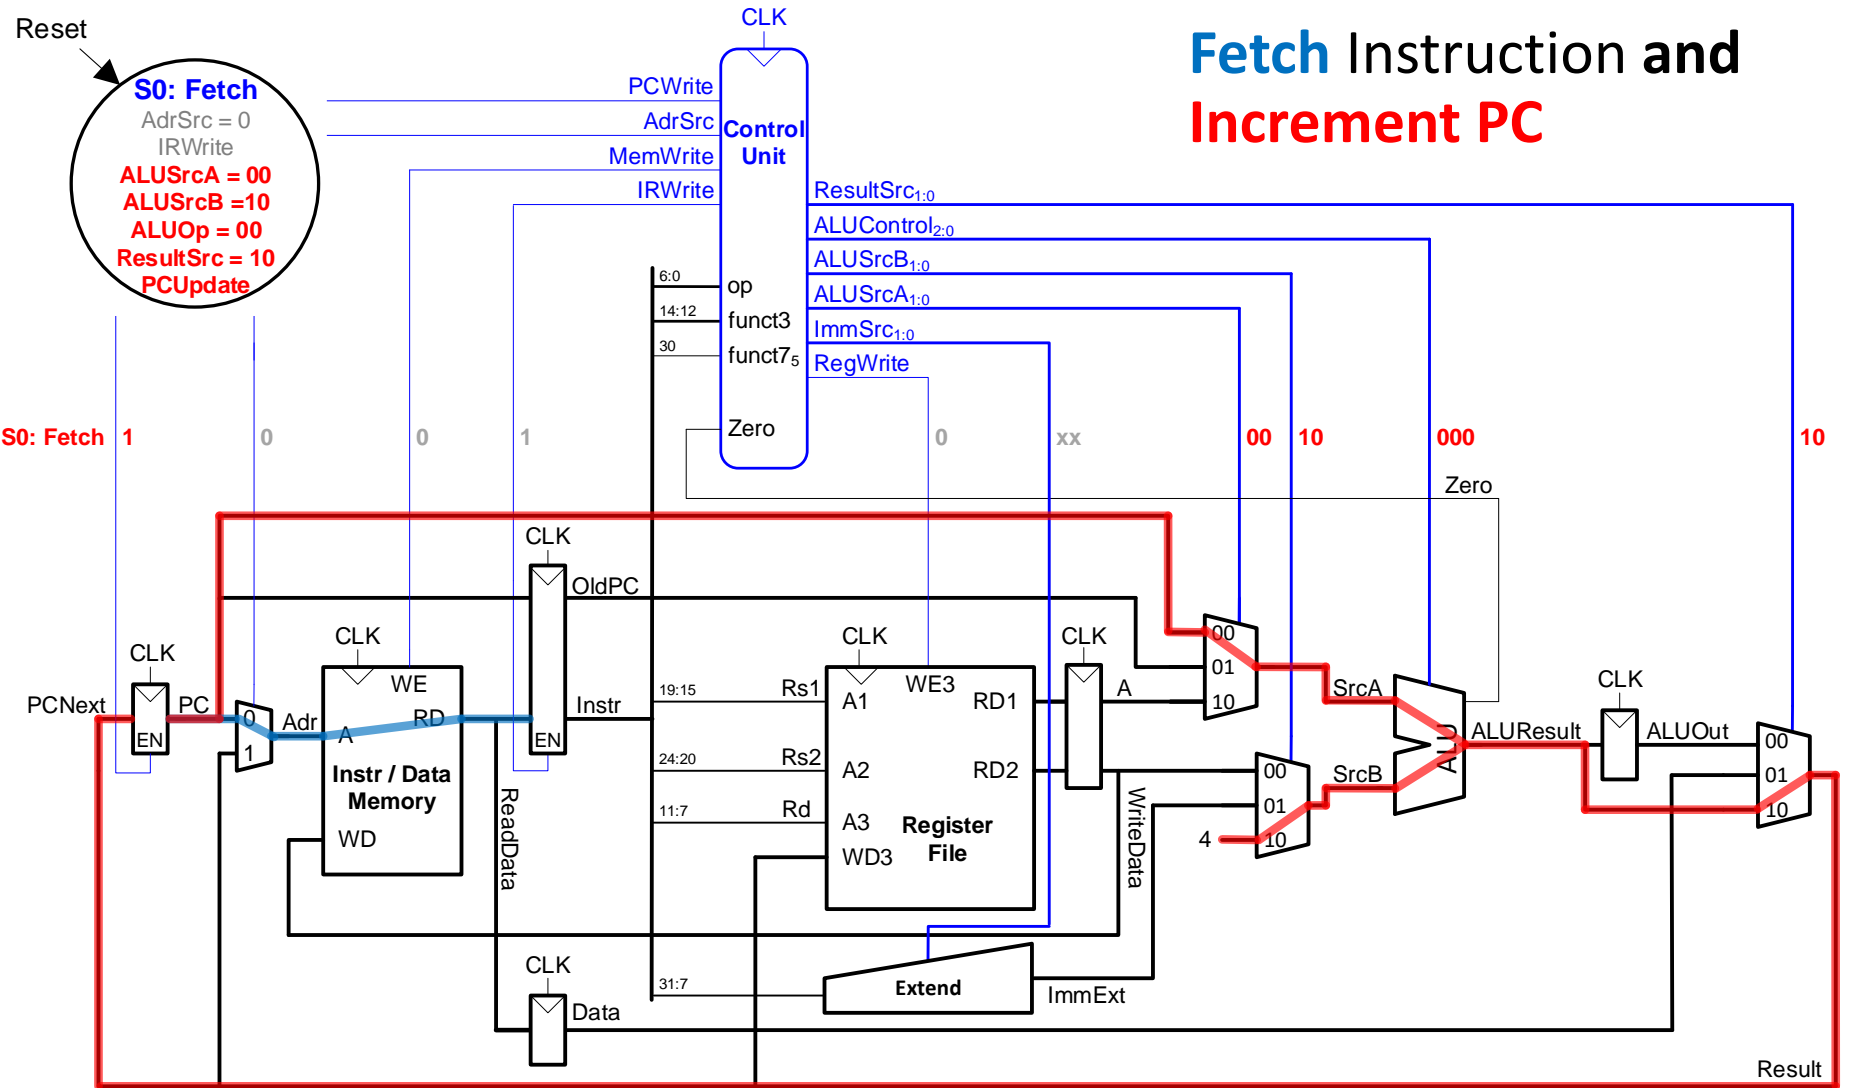 Reset
CLK
Fetch Instruction and
Increment PC
S0: Fetch
AdrSrc = 0
IRWrite
ALUSrcA = 00
ALUSrcB =10
ALUOp = 00
ResultSrc = 10
PCUpdate
PCWrite
AdrSrc
MemWrite
IRWrite
Control
Unit
ResultSrc1:0
ALUControl2:0
ALUSrcB1:0
ALUSrcA1:0
ImmSrc1:0
RegWrite
6:0 op
14:12 funct3
30 funct75
Zero
S0: Fetch 1 0 0 1 0 xx 00 10 000 10
Zero
CLK
OldPC
CLK CLK CLK CLK
CLK
PCNext PC EN
0 Adr
1
WE
A RD
Instr / Data
Memory
WD
EN
Instr
ReadData
19:15 Rs1 A1 WE3 RD1 A
24:20 Rs2 A2 RD2
11:7 Rd A3
Register
File
WD3
WriteData
00
01
10
SrcA
00
01
4 10
SrcB
ALU
ALUResult
CLK
ALUOut
00
01
10
CLK
Data
31:7 Extend ImmExt
Result